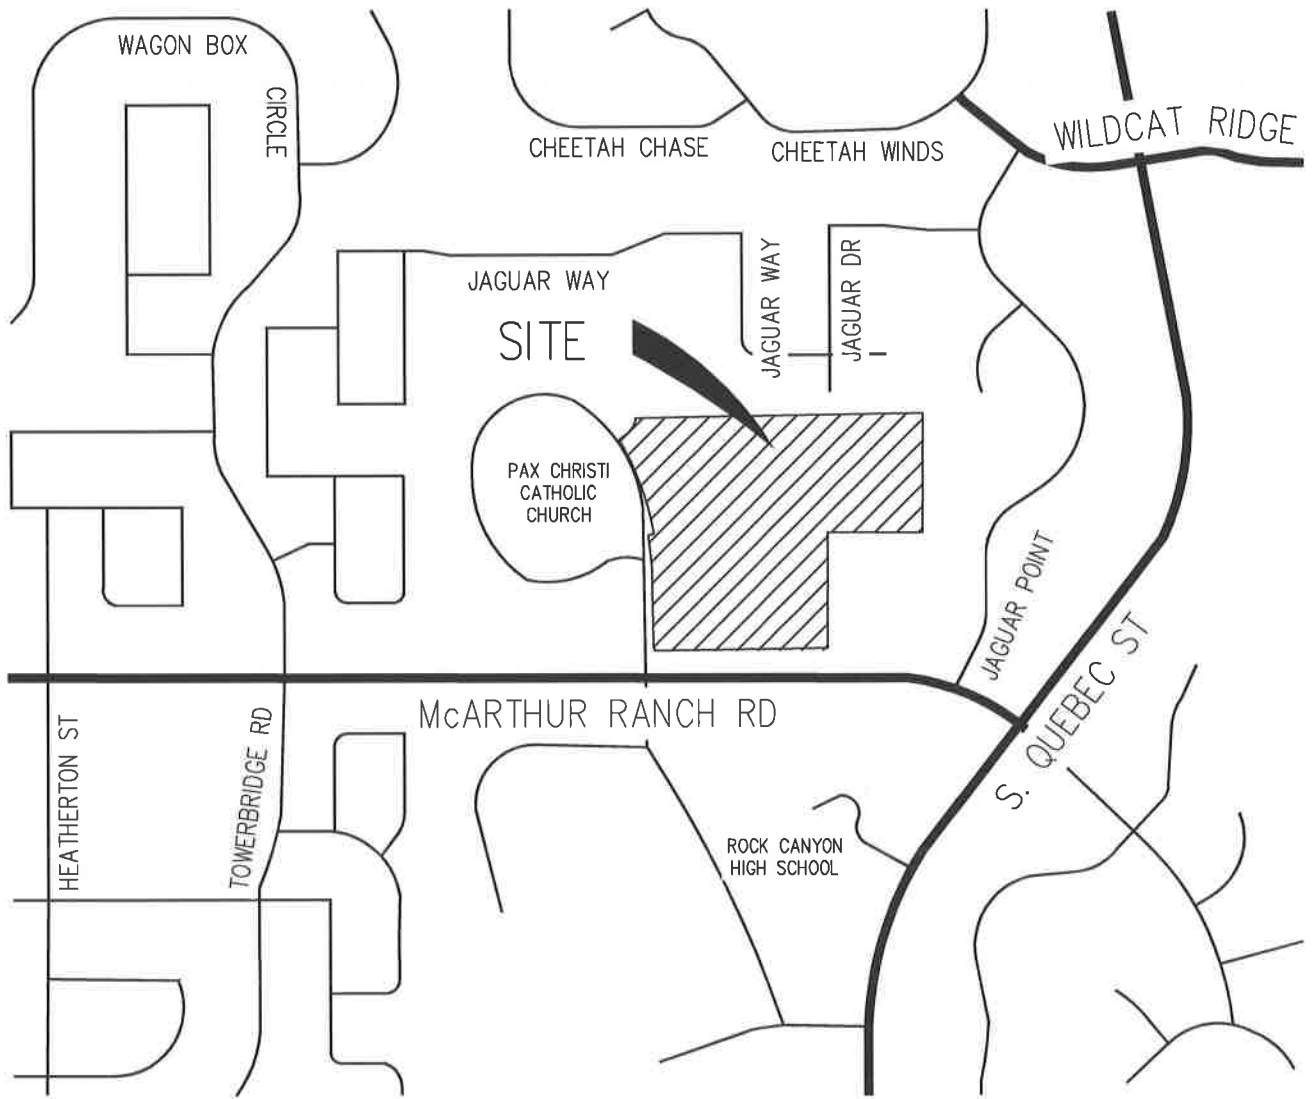 WAGON BOX
CIRCLE
CHEETAH CHASE
CHEETAH WINDS
WILDCAT RIDGE
JAGUAR WAY
JAGUAR WAY
JAGUAR DR
SITE
PAX CHRISTI
CATHOLIC
CHURCH
JAGUAR POINT
S. QUEBEC ST
McARTHUR RANCH RD
HEATHERTON ST
TOWERBRIDGE RD
ROCK CANYON
HIGH SCHOOL